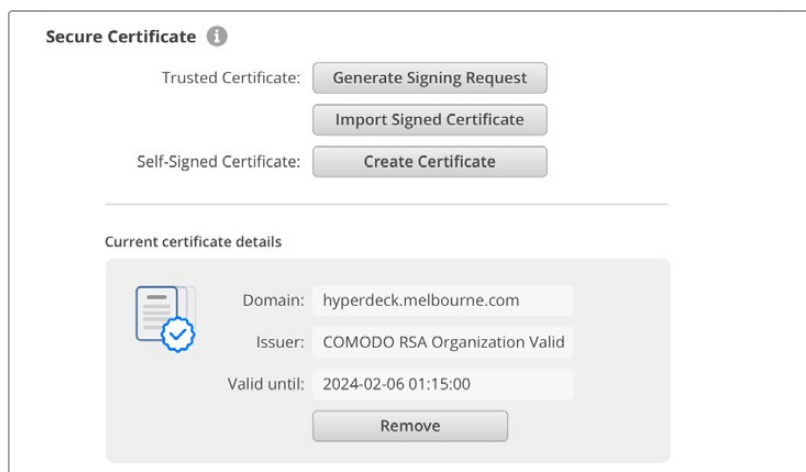 Secure Certificate
Trusted Certificate: Generate Signing Request
Import Signed Certificate
Self-Signed Certificate: Create Certificate
Current certificate details
Domain: hyperdeck.melbourne.com
Issuer: COMODO RSA Organization Valid
Valid until: 2024-02-06 01:15:00
Remove